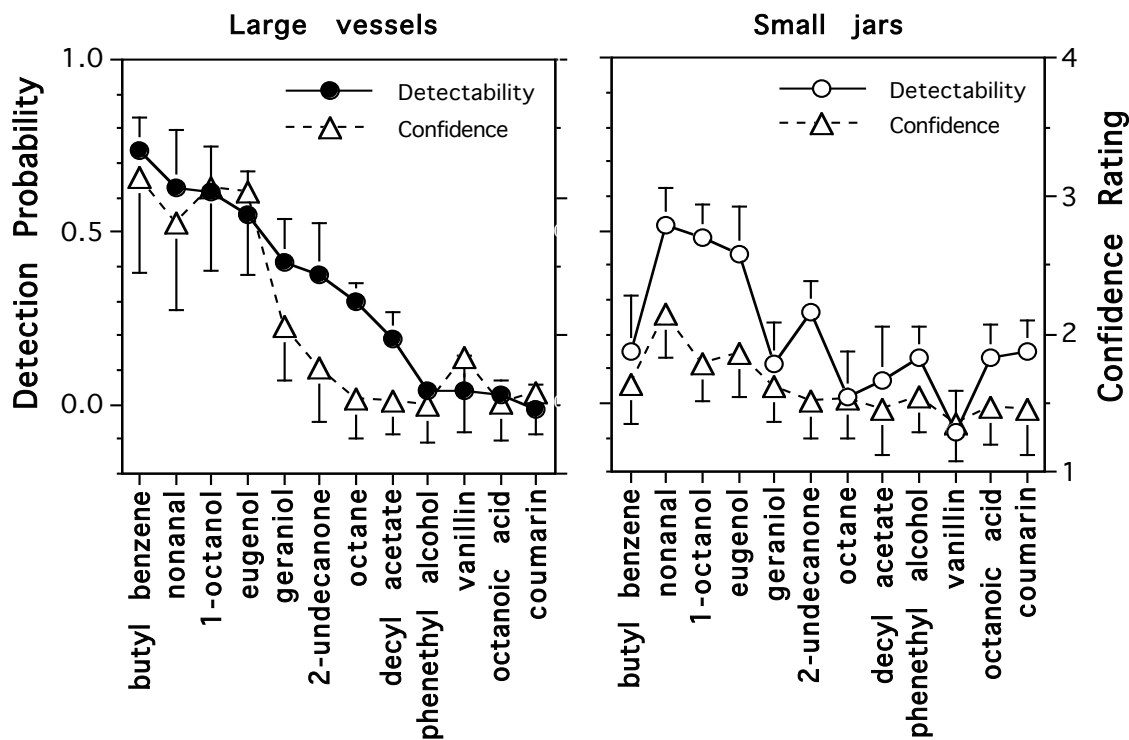 Large vessels
Small jars
Detection Probability
1.0
0.5
0.0
Detectability
Confidence
Detectability
Confidence
4
3
2
1
Confidence Rating
butyl benzene
nonanal
1-octanol
eugenol
geraniol
2-undecanone
octane
decyl acetate
phenethyl alcohol
vanillin
octanoic acid
coumarin
butyl benzene
nonanal
1-octanol
eugenol
geraniol
2-undecanone
octane
decyl acetate
phenethyl alcohol
vanillin
octanoic acid
coumarin